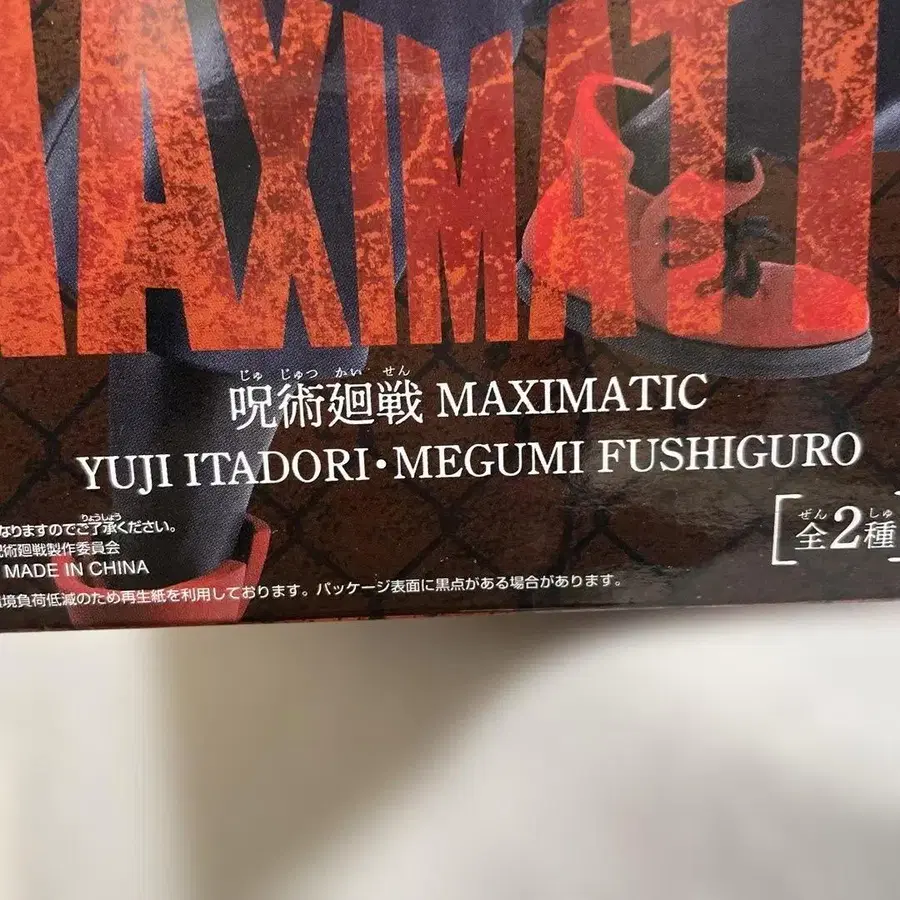 MAXIMATI
じゅ じゅつ かい せん
呪術廻戦 MAXIMATIC
YUJI ITADORI・MEGUMI FUSHIGURO
りょうしょう
なりますのでご了承ください。
呪術廻戦製作委員会
MADE IN CHINA
境負荷低減のため再生紙を利用しております。パッケージ表面に黒点がある場合があります。
ぜん しゅ
[全2種